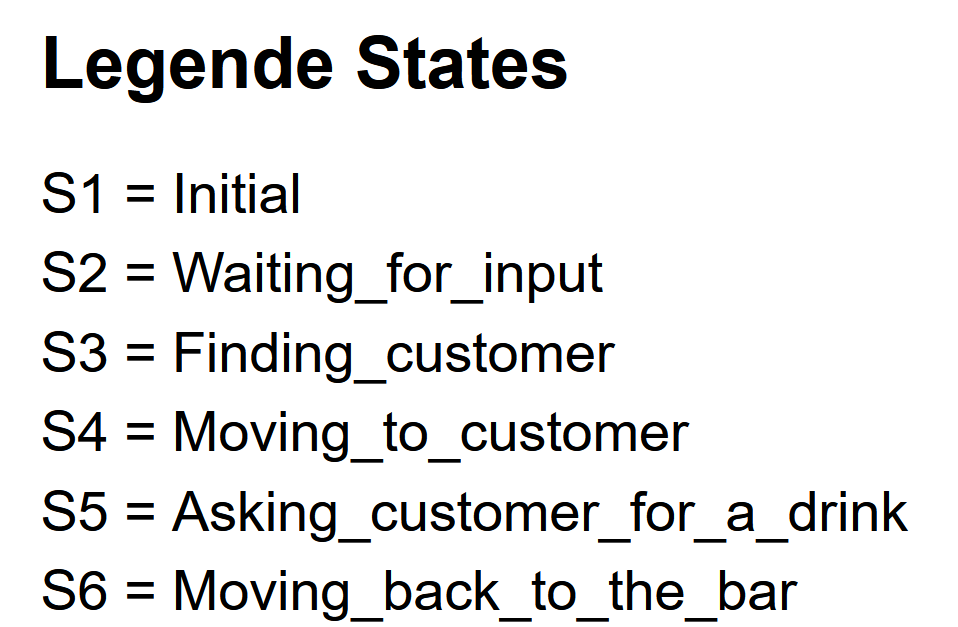 Legende States
S1 = Initial
S2 = Waiting_for_input
S3 = Finding_customer
S4 = Moving_to_customer
S5 = Asking_customer_for_a_drink
S6 = Moving_back_to_the_bar